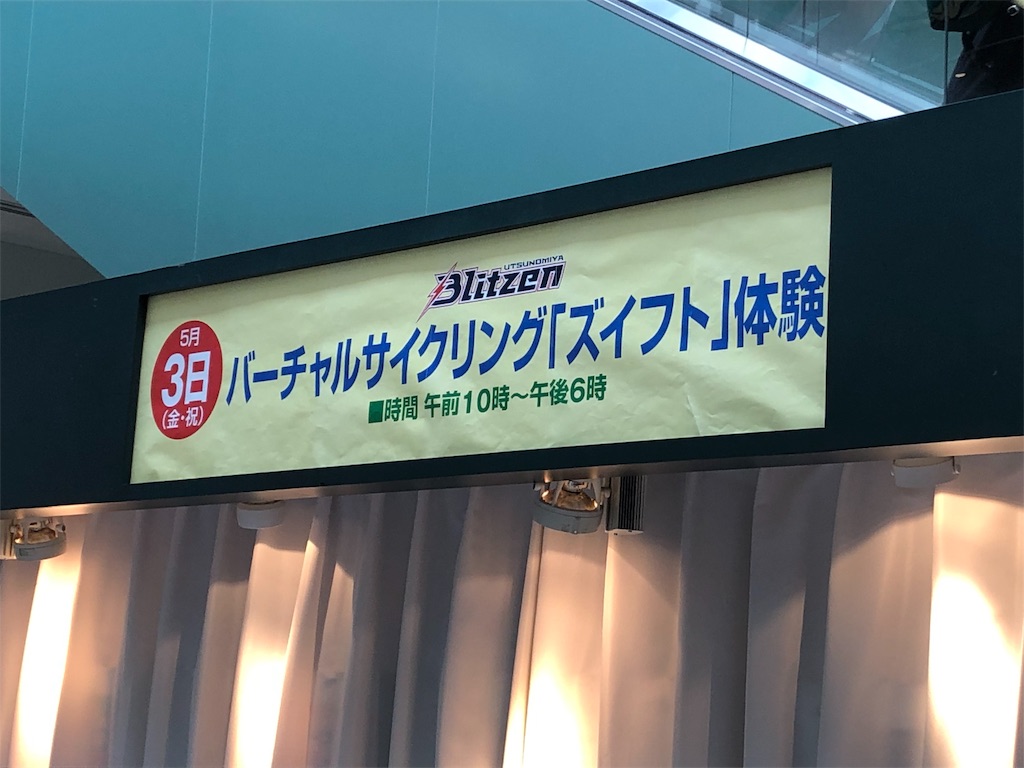 UTSUNOMIYA
Blitzen
5月
3日
(金・祝)
バーチャルサイクリング「ズイフト」体験
■時間 午前10時～午後6時